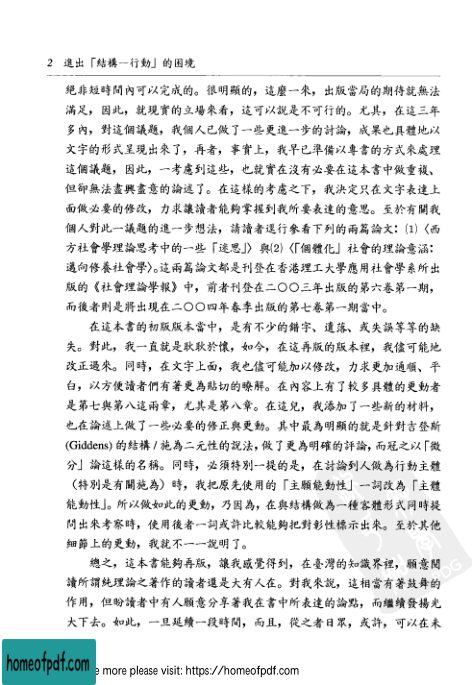 2 進出「結構—行動」的困境
絕非短時間內可以完成的。很明顯的，這麼一來，出版當局的期待就無法
滿足，因此，就現實的立場來看，這可以說是不可行的。尤其，在這三年
多內，對這個議題，我個人已做了一些更進一步的討論，成果也具體地以
文字的形式呈現出來了，再者，事實上，我早已準備以專書的方式來處理
這個議題，因此，一考慮到這些，也就實在沒有必要在這本書中做重複、
但卻無法盡興盡意的論述了。在這樣的考慮之下，我決定只在文字表達上
面做必要的修改，力求讓讀者能夠掌握到我所要表達的意思。至於有關我
個人對此一議題的進一步想法，請讀者逕行參看下列的兩篇論文：(1)〈西
方社會學理論思考中的一些「迷思」〉與(2)〈「個體化」社會的理論意涵：
邁向修養社會學〉。這兩篇論文都是刊登在香港理工大學應用社會學系所出
版的《社會理論學報》中，前者刊登在二〇〇三年出版的第六卷第一期，
而後者則是將出現在二〇〇四年春季出版的第七卷第一期當中。
在這本書的初版版本當中，是有不少的錯字、遺落、或失誤等等的缺
失。對此，我一直就是耿耿於懷，如今，在這再版的版本裡，我儘可能地
改正過來。同時，在文字上面，我也儘可能加以修改，力求更加通順、平
白，以方便讀者們有著更為貼切的瞭解。在內容上有了較多具體的更動者
是第七與第八這兩章，尤其是第八章。在這兒，我添加了一些新的材料，
也在論述上做了一些必要的修正與更動。其中最為明顯的就是針對吉登斯
(Giddens) 的結構 / 施為二元性的說法，做了更為明確的評論，而冠之以「微
分」論這樣的名稱。同時，必須特別一提的是，在討論到人做為行動主體
（特別是有關施為）時，我把原先使用的「主願能動性」一詞改為「主體
能動性」。所以做如此的更動，乃因為，在與結構做為一種客體形式同時提
問出來考察時，使用後者一詞或許比較能夠把對彰性標示出來。至於其他
細節上的更動，我就不一一說明了。
總之，這本書能夠再版，讓我感覺得到，在臺灣的知識界裡，願意閱
讀所謂純理論之著作的讀者還是大有人在。對我來說，這相當有著鼓舞的
作用，但盼讀者中有人願意分享著我在書中所表達的論點，而繼續發揚光
大下去。如此，一旦延續一段時間，而且，從之者日眾，或許，可以在未
homeofpdf.com
e more please visit: https://homeofpdf.com